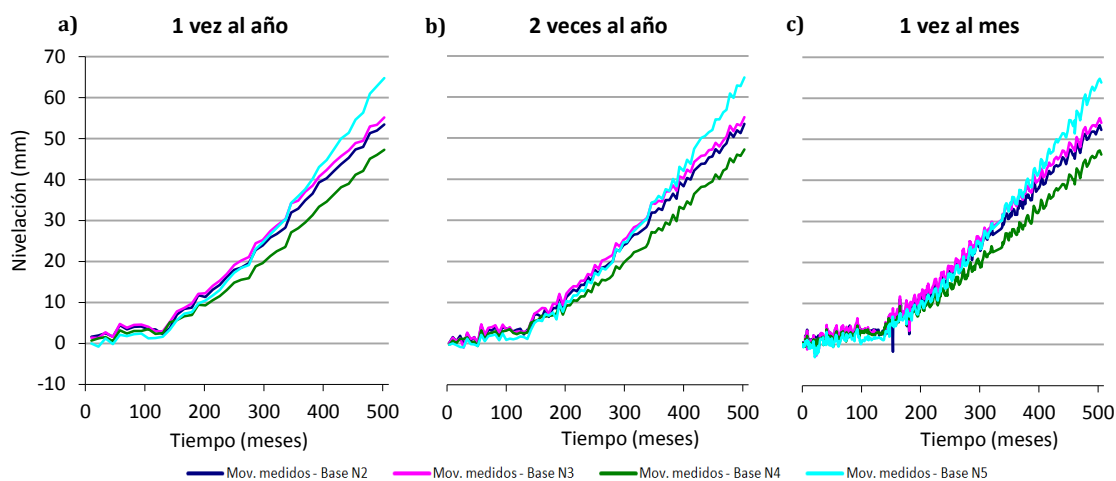 a) 1 vez al año
b) 2 veces al año
c) 1 vez al mes
Nivelación (mm)
70
60
50
40
30
20
10
0
-10
0 100 200 300 400 500
0 100 200 300 400 500
0 100 200 300 400 500
Tiempo (meses)
Tiempo (meses)
Tiempo (meses)
Mov. medidos - Base N2
Mov. medidos - Base N3
Mov. medidos - Base N4
Mov. medidos - Base N5